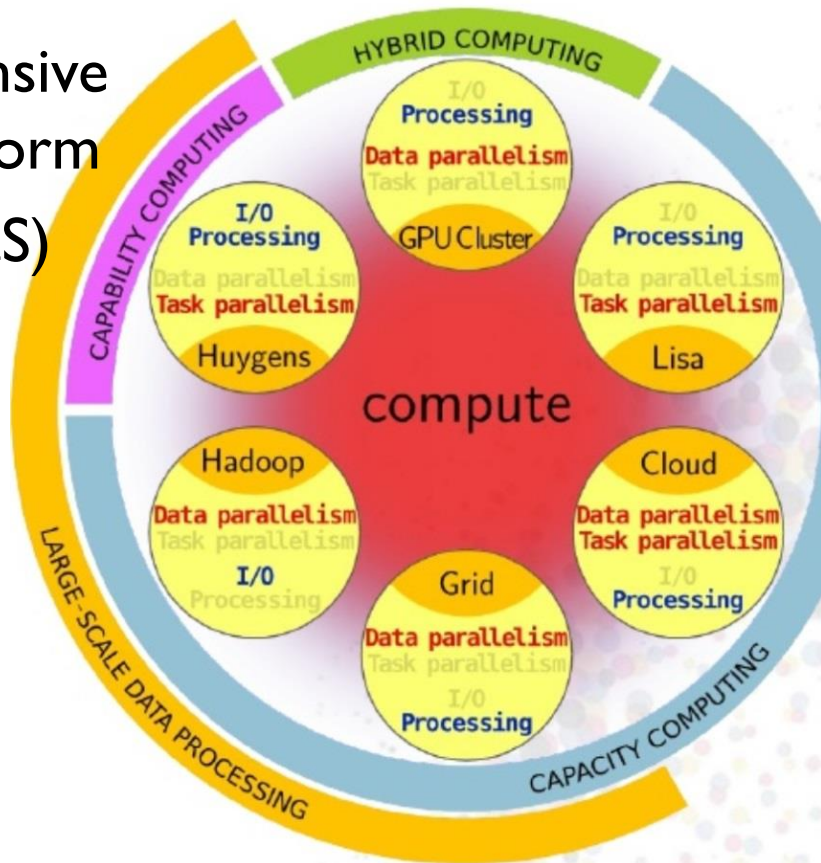 nsive
orm
S)
HYBRID COMPUTING
CAPABILITY COMPUTING
I/O
Processing
Data parallelism
Task parallelism
GPU Cluster
I/O
Processing
Data parallelism
Task parallelism
Huygens
I/O
Processing
Data parallelism
Task parallelism
Lisa
compute
Hadoop
Data parallelism
Task parallelism
I/O
Processing
Cloud
Data parallelism
Task parallelism
I/O
Processing
Grid
Data parallelism
Task parallelism
I/O
Processing
LARGE-SCALE DATA PROCESSING
CAPACITY COMPUTING